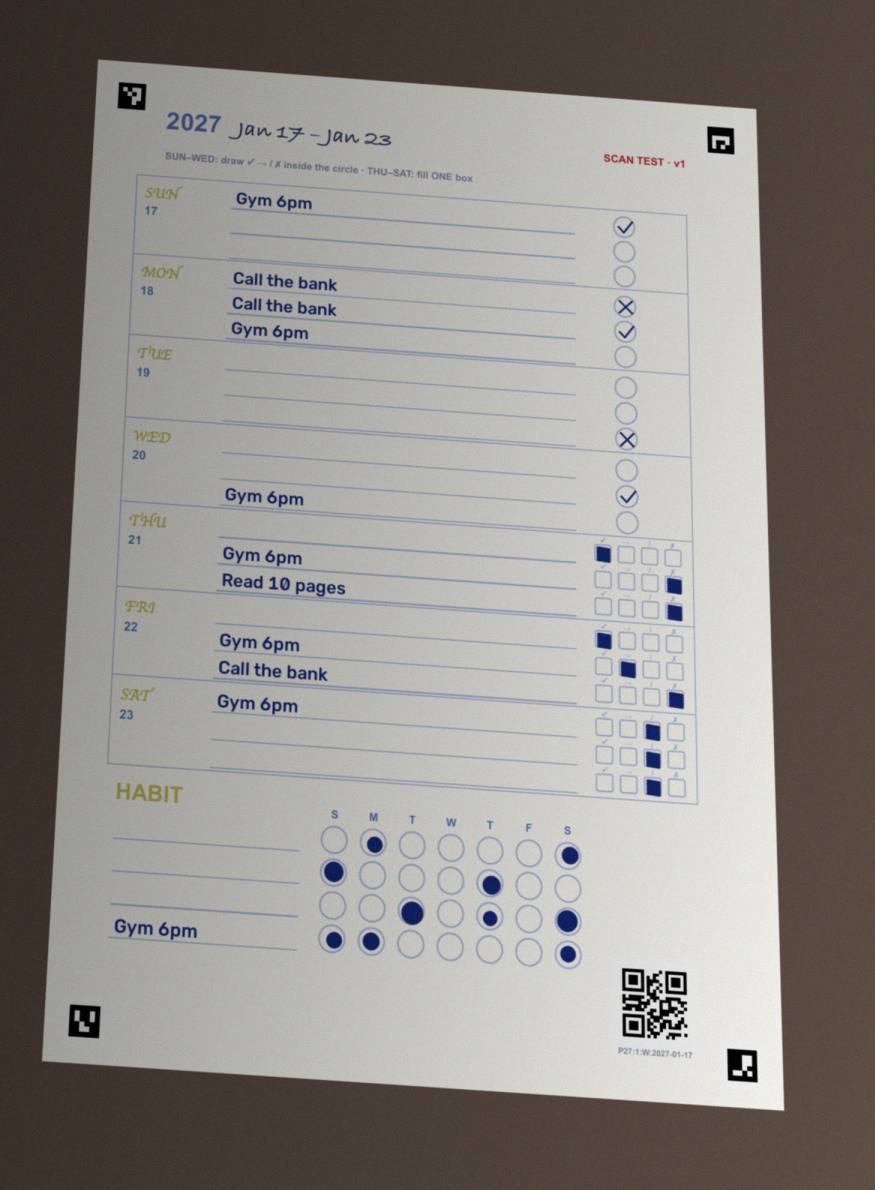 2027 Jan 17 - Jan 23
SCAN TEST · v1
SUN–WED: draw ✓ → / ✗ inside the circle · THU–SAT: fill ONE box
SUN
17
Gym 6pm
MON
18
Call the bank
Call the bank
Gym 6pm
TUE
19
WED
20
Gym 6pm
THU
21
Gym 6pm
Read 10 pages
FRI
22
Gym 6pm
Call the bank
SAT
23
Gym 6pm
HABIT
S M T W T F S
Gym 6pm
P27:1:W:2027-01-17